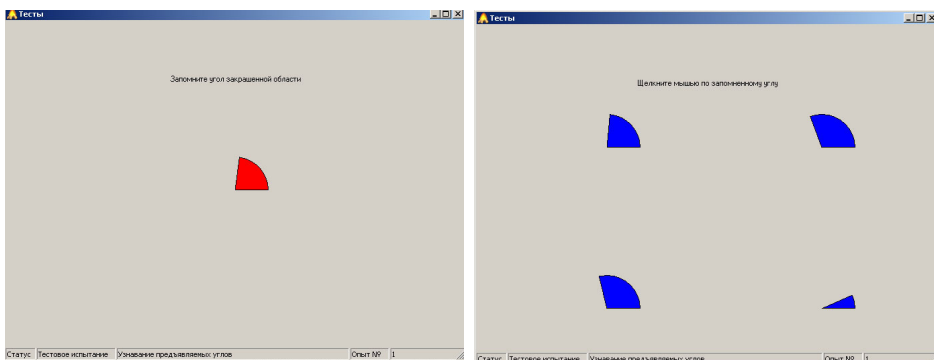 Тесты
Запомните угол закрашенной области
Статус Тестовое испытание Узнавание предъявляемых углов Опыт № 1
Тесты
Щелкните мышью по запомненному углу
Статус Тестовое испытание Узнавание предъявляемых углов Опыт № 1